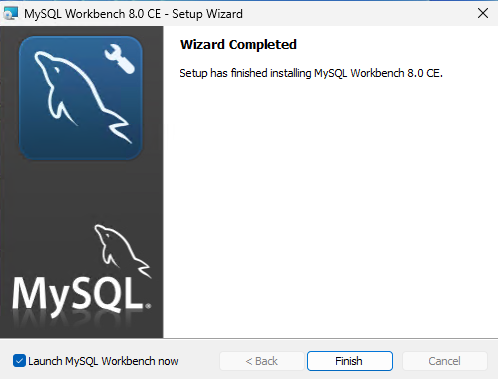 MySQL Workbench 8.0 CE - Setup Wizard
Wizard Completed
Setup has finished installing MySQL Workbench 8.0 CE.
MySQL®
Launch MySQL Workbench now
< Back
Finish
Cancel